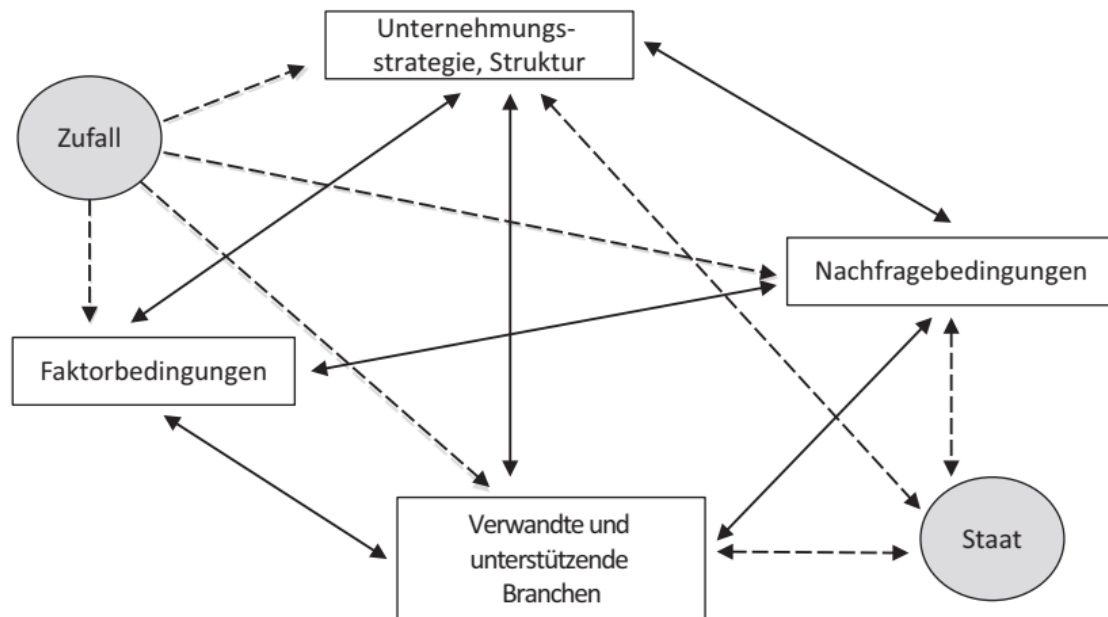 Unternehmungs-
strategie, Struktur
Zufall
Nachfragebedingungen
Faktorbedingungen
Verwandte und
unterstützende
Branchen
Staat